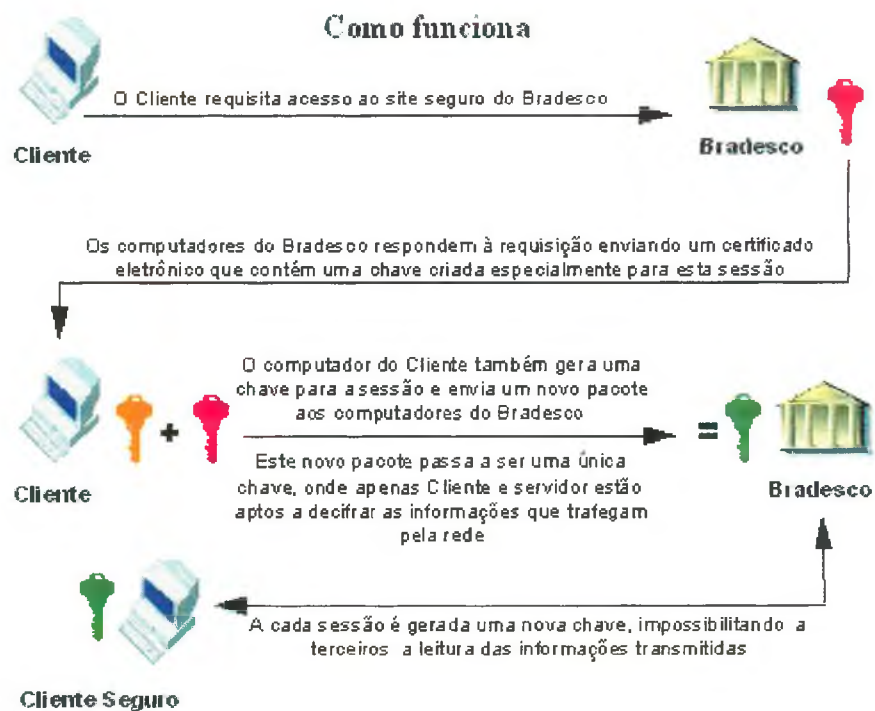 Como funciona
O Cliente requisita acesso ao site seguro do Bradesco
Cliente
Bradesco
Os computadores do Bradesco respondem à requisição enviando um certificado
eletrônico que contém uma chave criada especialmente para esta sessão
O computador do Cliente também gera uma
chave para a sessão e envia um novo pacote
aos computadores do Bradesco
+
=
Este novo pacote passa a ser uma única
chave, onde apenas Cliente e servidor estão
aptos a decifrar as informações que trafegam
pela rede
Cliente
Bradesco
A cada sessão é gerada uma nova chave, impossibilitando a
terceiros a leitura das informações transmitidas
Cliente Seguro